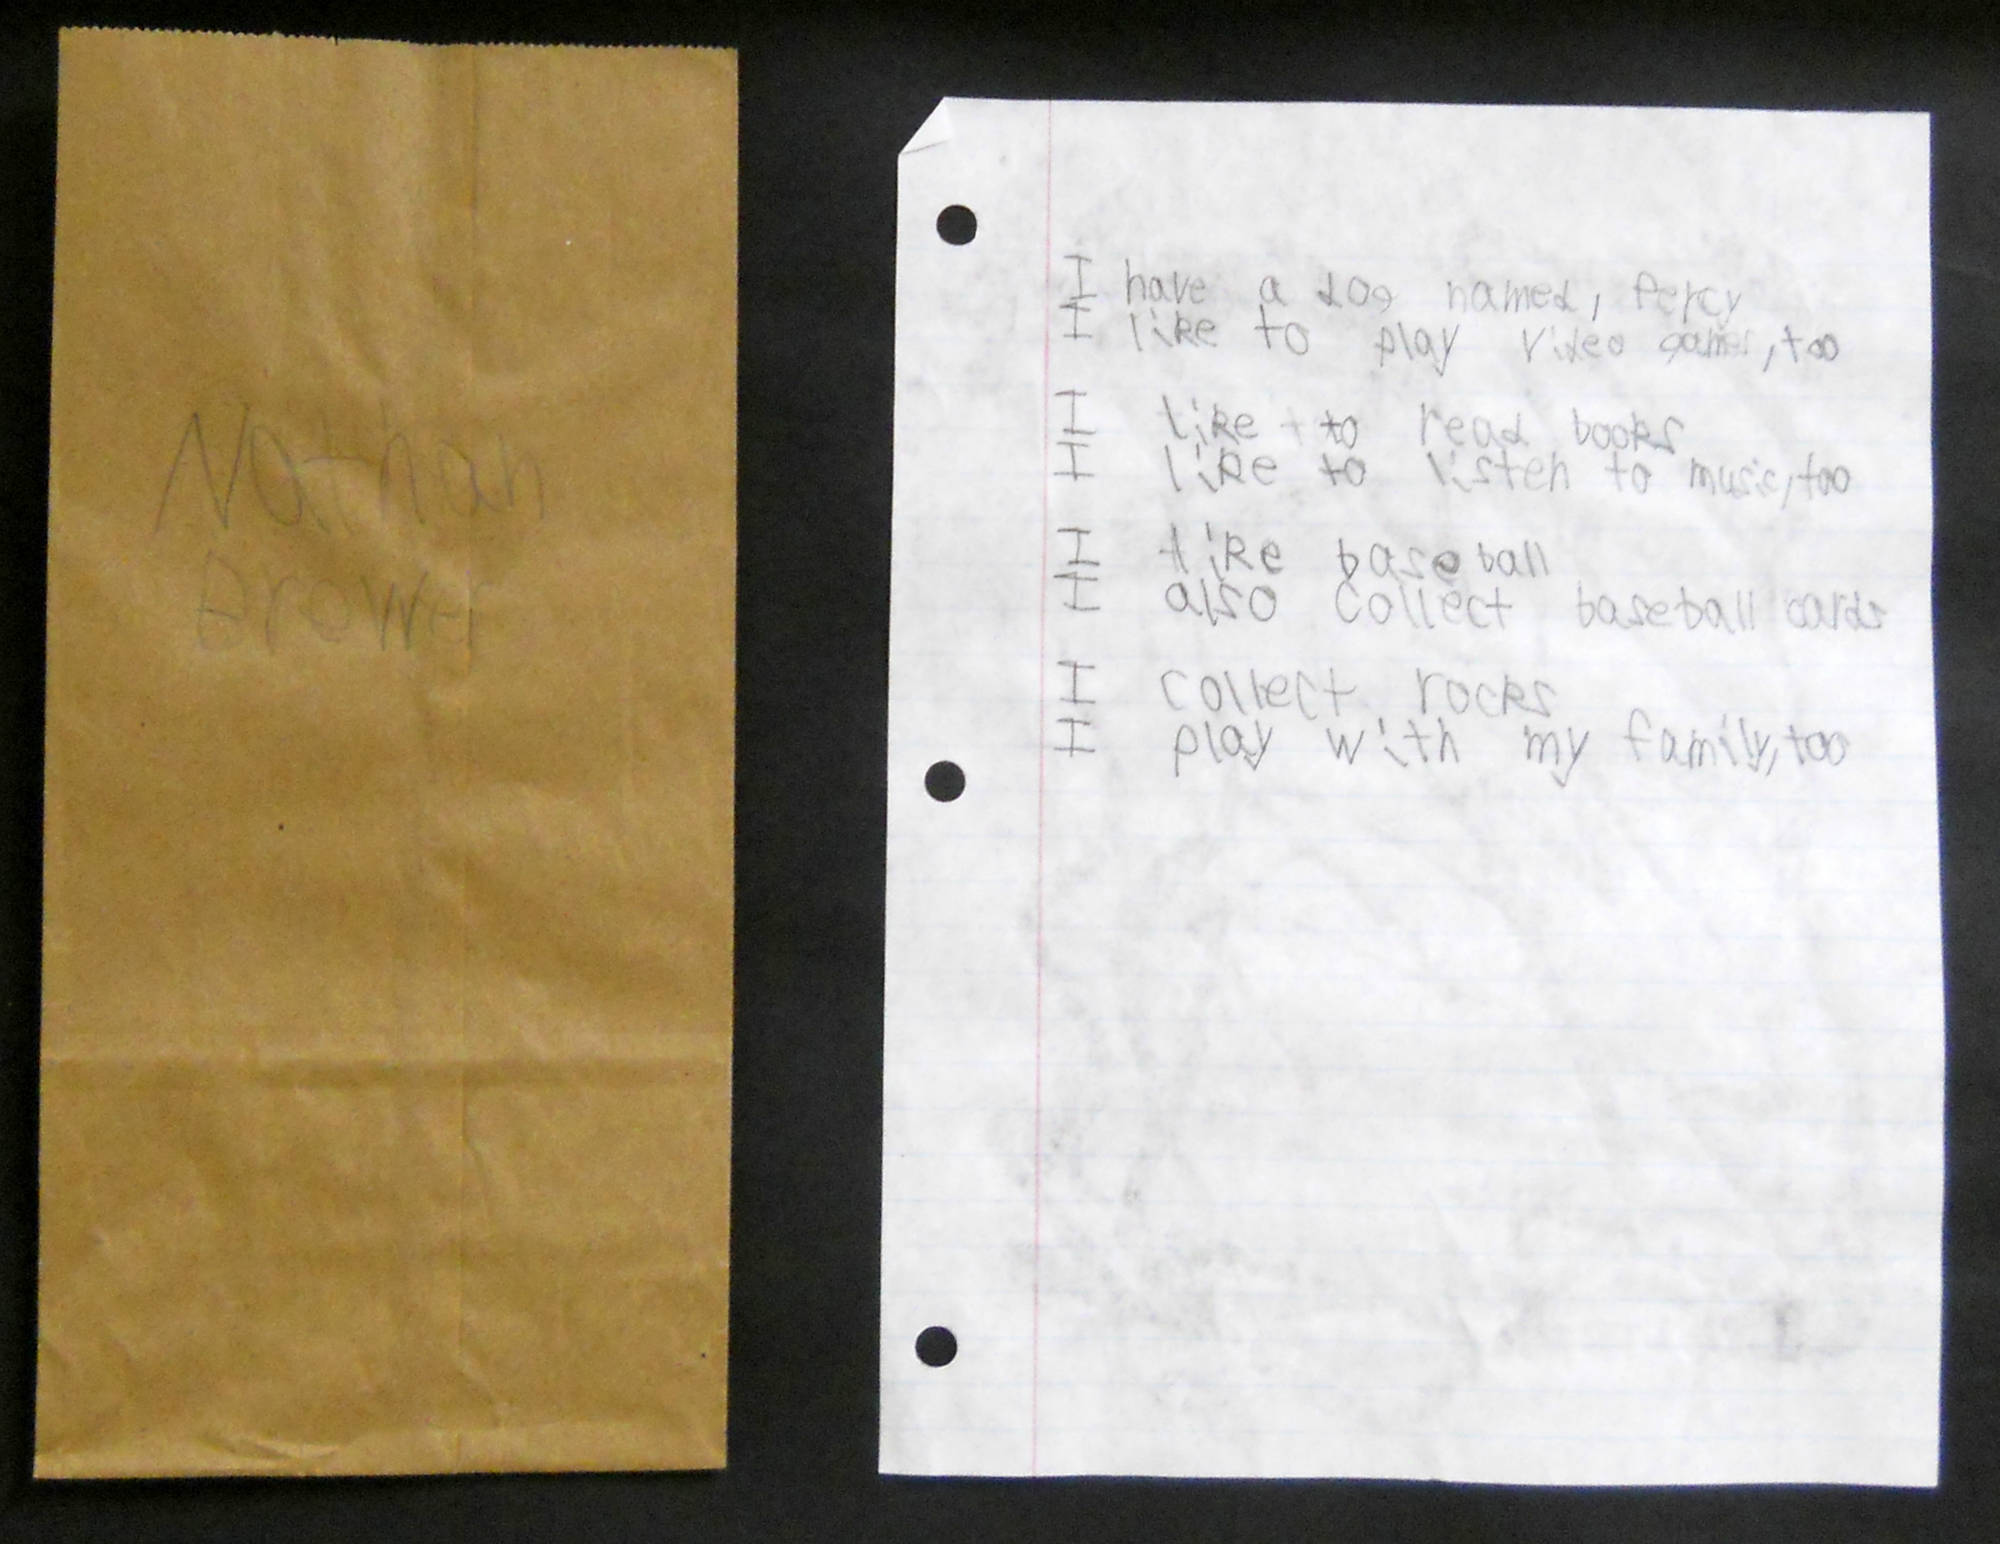 Nathan
Brower
I have a dog named, Percy
I like to play video games, too
I like to read books
I like to listen to music, too
I like baseball
I also collect baseball cards
I collect rocks
I play with my family, too